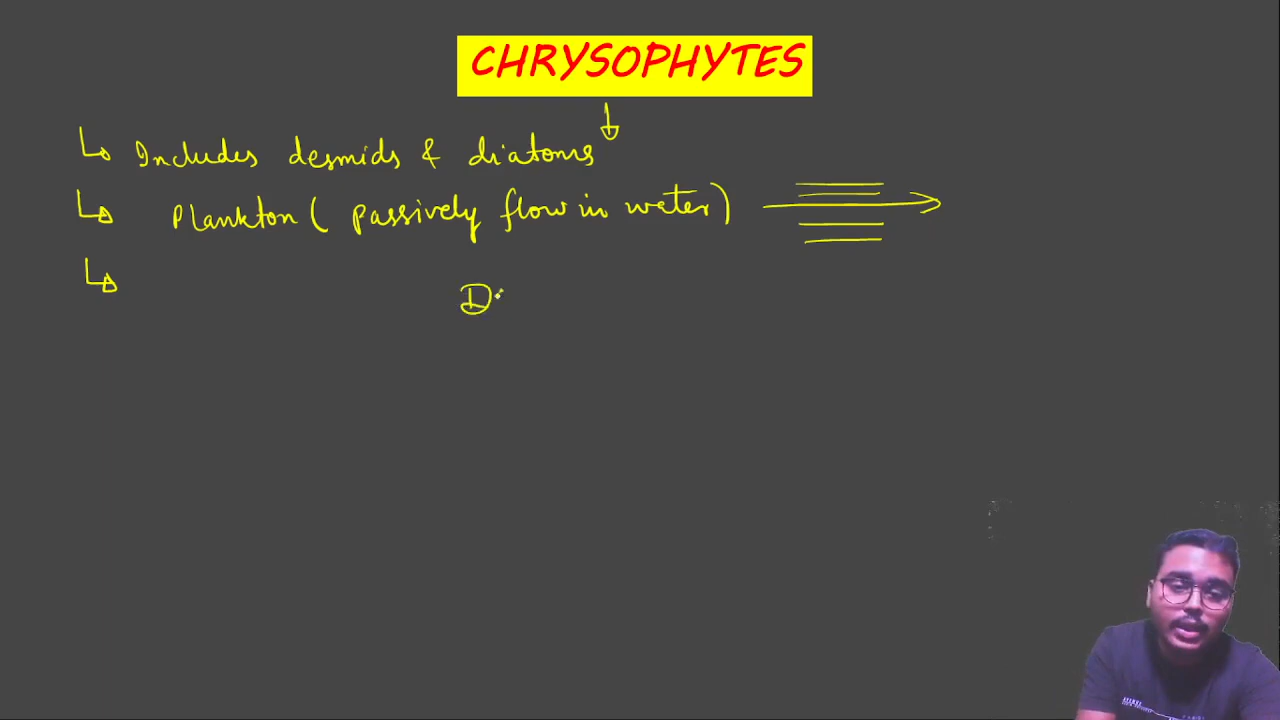 CHRYSOPHYTES
Includes desmids & diatoms
Plankton ( passively flow in water)
D